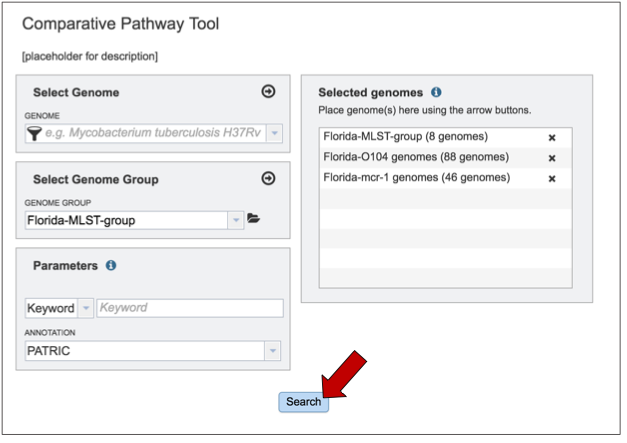 Comparative Pathway Tool
[placeholder for description]
Select Genome
GENOME
e.g. Mycobacterium tuberculosis H37Rv
Select Genome Group
GENOME GROUP
Florida-MLST-group
Parameters
Keyword Keyword
ANNOTATION
PATRIC
Selected genomes
Place genome(s) here using the arrow buttons.
Florida-MLST-group (8 genomes)
Florida-O104 genomes (88 genomes)
Florida-mcr-1 genomes (46 genomes)
Search